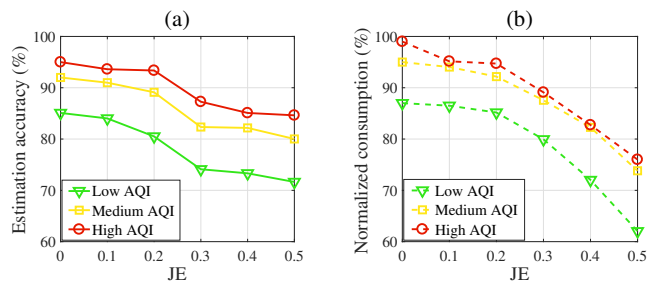 (a)
100
90
80
70
60
Estimation accuracy (%)
Low AQI
Medium AQI
High AQI
0 0.1 0.2 0.3 0.4 0.5
JE
(b)
100
90
80
70
60
Normalized consumption (%)
Low AQI
Medium AQI
High AQI
0 0.1 0.2 0.3 0.4 0.5
JE